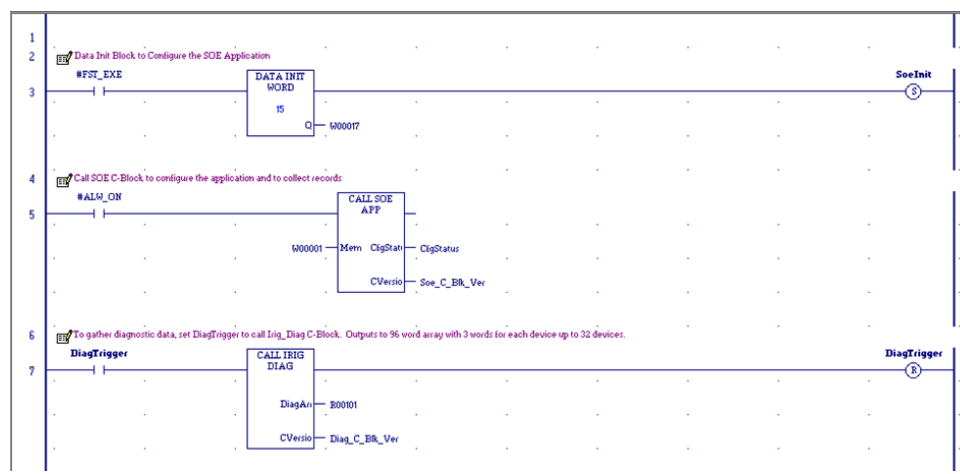 1
2 Data Init Block to Configure the SOE Application
#FST_EXE DATA INIT SoeInit
3 WORD S
15
Q W00017
4 Call SOE C-Block to configure the application and to collect records
#ALW_ON CALL SOE
5 APP
W00001 Mem CfgStatu CfgStatus
CVersio Soe_C_Blk_Ver
6 To gather diagnostic data, set DiagTrigger to call Irig_Diag C-Block. Outputs to 96 word array with 3 words for each device up to 32 devices.
DiagTrigger CALL IRIG DiagTrigger
7 DIAG R
DiagArr R00101
CVersio Diag_C_Blk_Ver